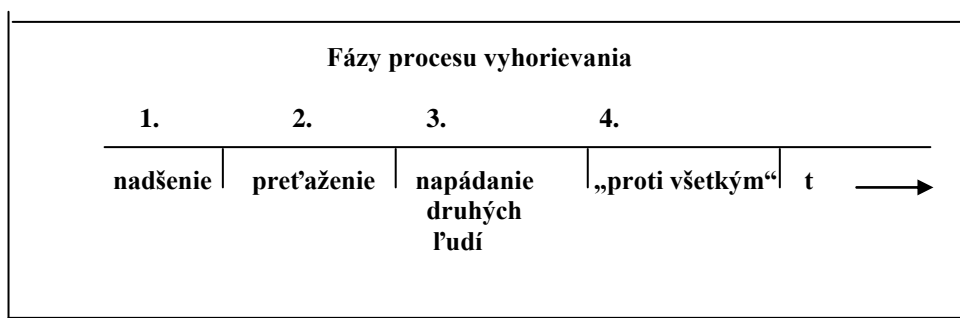 Fázy procesu vyhorievania
1. 2. 3. 4.
nadšenie preťaženie napádanie „proti všetkým“ t
druhých
ľudí